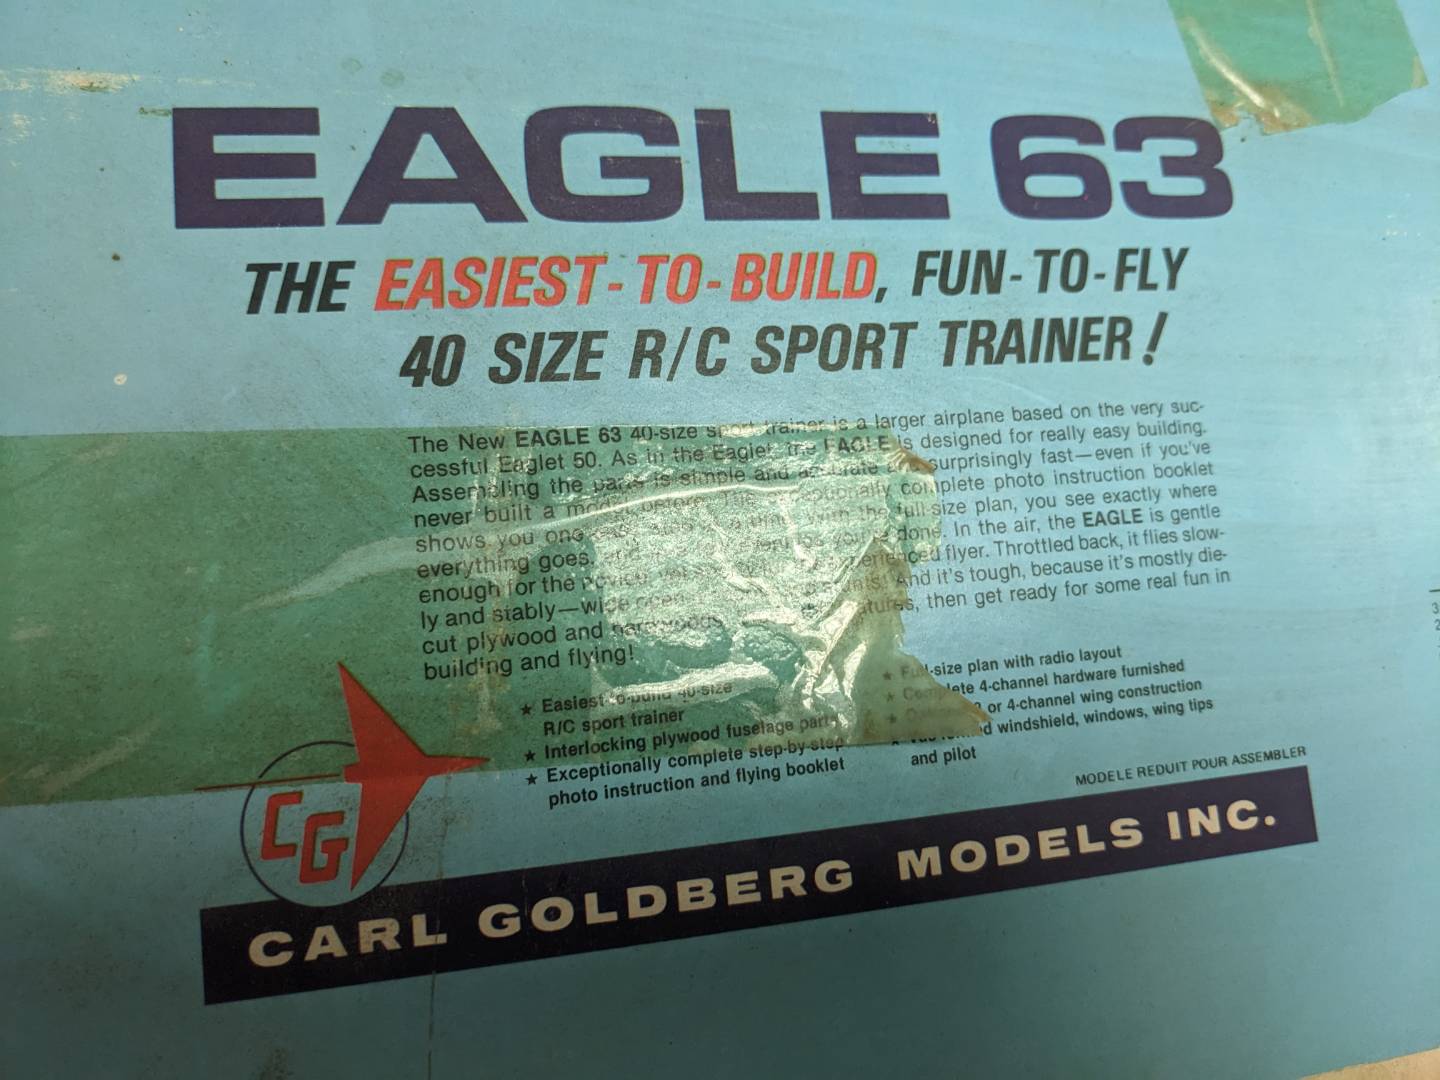 EAGLE 63
THE EASIEST-TO-BUILD, FUN-TO-FLY
40 SIZE R/C SPORT TRAINER!
The New EAGLE 63 40-size sport trainer is a larger airplane based on the very suc-
cessful Eaglet 50. As in the Eaglet, the EAGLE is designed for really easy building.
Assembling the parts is simple and accurate and surprisingly fast—even if you've
never built a model before. The exceptionally complete photo instruction booklet
shows you one at a time. With the full size plan, you see exactly where
everything goes. you're done. In the air, the EAGLE is gentle
enough for the novice, yet experienced flyer. Throttled back, it flies slow-
ly and stably—wide open And it's tough, because it's mostly die-
cut plywood and hardwoods. then get ready for some real fun in
building and flying!
★ Easiest-to-build 40-size
R/C sport trainer
★ Interlocking plywood fuselage parts
★ Exceptionally complete step-by-step
photo instruction and flying booklet
★ Full-size plan with radio layout
★ Complete 4-channel hardware furnished
★ or 4-channel wing construction
★ windshield, windows, wing tips
and pilot
MODELE REDUIT POUR ASSEMBLER
CG
CARL GOLDBERG MODELS INC.
3
2